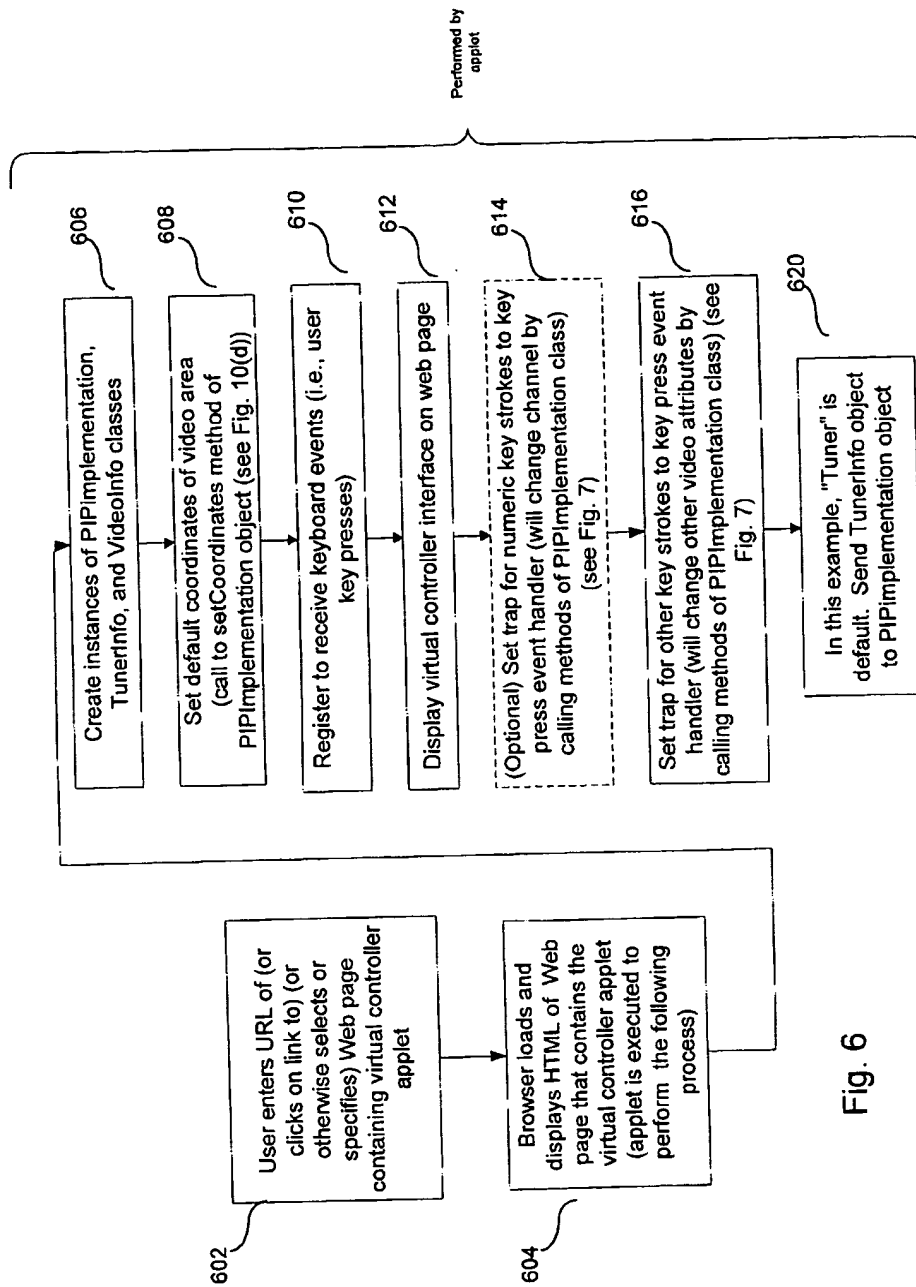 602
User enters URL of (or
clicks on link to) (or
otherwise selects or
specifies) Web page
containing virtual controller
applet
604
Browser loads and
displays HTML of Web
page that contains the
virtual controller applet
(applet is executed to
perform the following
process)
606
Create instances of PIPImplementation,
TunerInfo, and VideoInfo classes
608
Set default coordinates of video area
(call to setCoordinates method of
PIPImplementation object (see Fig. 10(d))
610
Register to receive keyboard events (i.e., user
key presses)
612
Display virtual controller interface on web page
614
(Optional) Set trap for numeric key strokes to key
press event handler (will change channel by
calling methods of PIPImplementation class)
(see Fig. 7)
616
Set trap for other key strokes to key press event
handler (will change other video attributes by
calling methods of PIPImplementation class) (see
Fig. 7)
620
In this example, "Tuner" is
default. Send TunerInfo object
to PIPimplementation object
Performed by
applot
Fig. 6